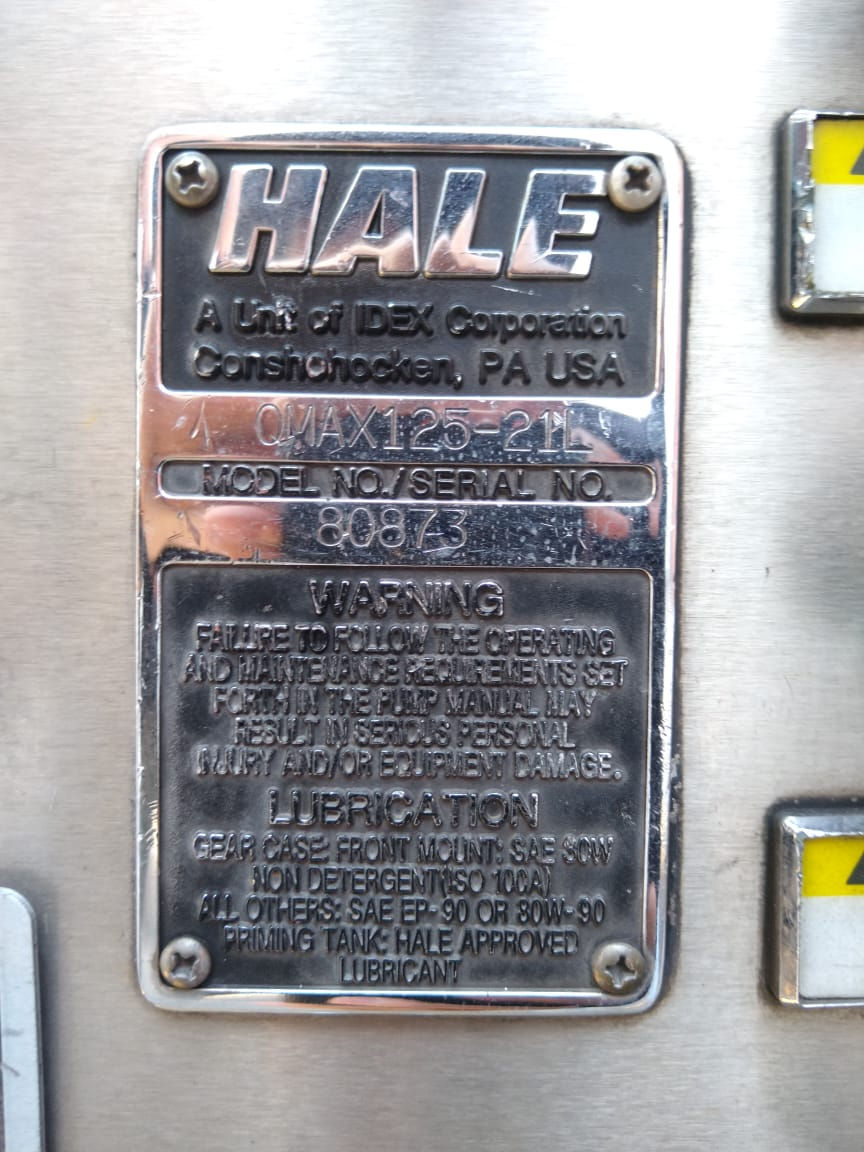 HALE
A Unit of IDEX Corporation
Conshohocken, PA USA
QMAX125-21L
MODEL NO./SERIAL NO.
80873
WARNING
FAILURE TO FOLLOW THE OPERATING
AND MAINTENANCE REQUIREMENTS SET
FORTH IN THE PUMP MANUAL MAY
RESULT IN SERIOUS PERSONAL
INJURY AND/OR EQUIPMENT DAMAGE.
LUBRICATION
GEAR CASE: FRONT MOUNT: SAE 30W
NON DETERGENT(ISO 100A)
ALL OTHERS: SAE EP-90 OR 80W-90
PRIMING TANK: HALE APPROVED
LUBRICANT